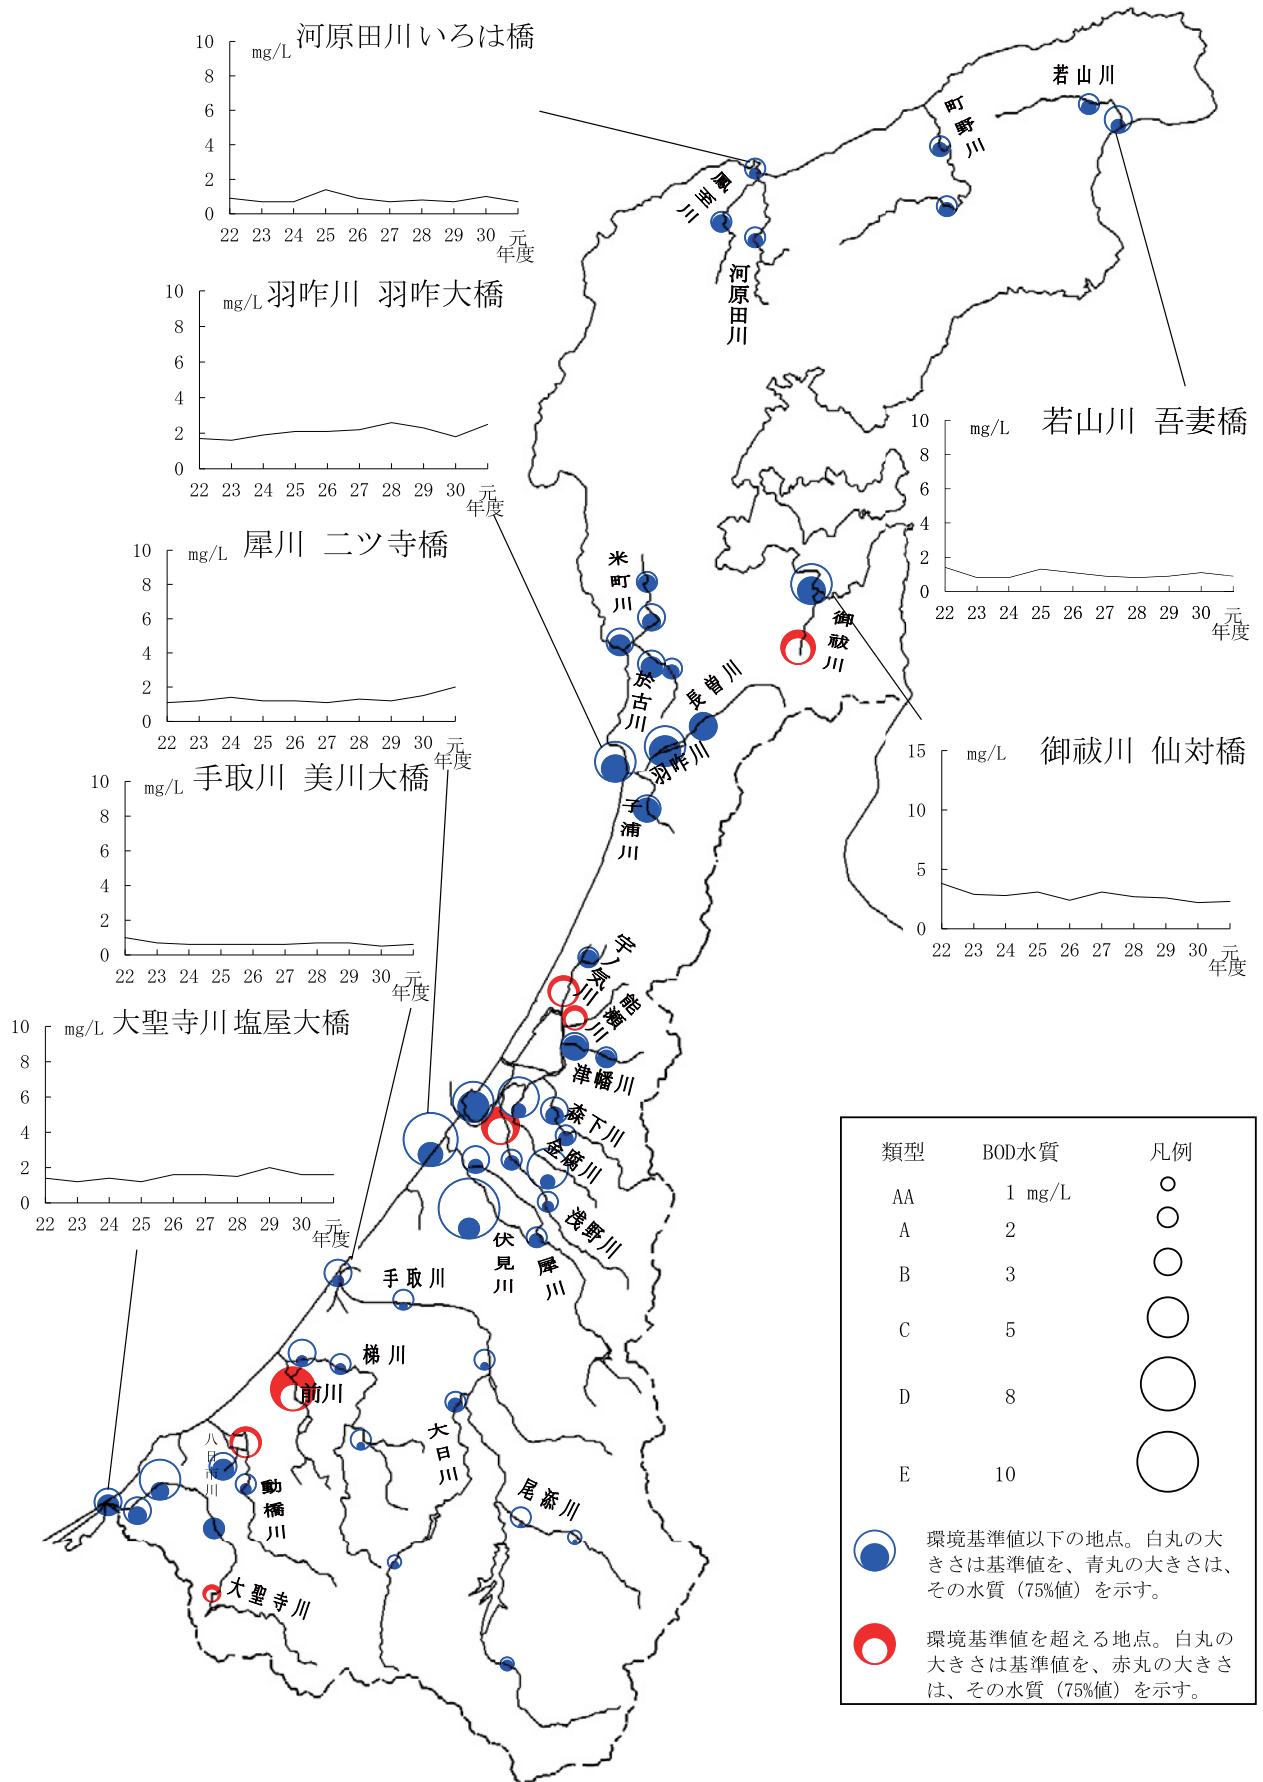 河原田川いろは橋
mg/L
10
8
6
4
2
0
22 23 24 25 26 27 28 29 30 元
年度
羽咋川 羽咋大橋
mg/L
10
8
6
4
2
0
22 23 24 25 26 27 28 29 30 元
年度
犀川 二ツ寺橋
mg/L
10
8
6
4
2
0
22 23 24 25 26 27 28 29 30 元
年度
手取川 美川大橋
mg/L
10
8
6
4
2
0
22 23 24 25 26 27 28 29 30 元
年度
大聖寺川 塩屋大橋
mg/L
10
8
6
4
2
0
22 23 24 25 26 27 28 29 30 元
年度
若山川 吾妻橋
mg/L
10
8
6
4
2
0
22 23 24 25 26 27 28 29 30 元
年度
御祓川 仙対橋
mg/L
15
10
5
0
22 23 24 25 26 27 28 29 30 元
年度
若山川
町野川
鳳至川
河原田川
米町川
御祓川
於古川
長曽川
羽咋川
子浦川
宇ノ気川
能瀬川
津幡川
森下川
金腐川
浅野川
伏見川
犀川
手取川
梯川
前川
大日川
八日市川
動橋川
尾添川
大聖寺川
類型 BOD水質 凡例
AA 1 mg/L
A 2
B 3
C 5
D 8
E 10
環境基準値以下の地点。白丸の大
きさは基準値を、青丸の大きさは、
その水質（75%値）を示す。
環境基準値を超える地点。白丸の
大きさは基準値を、赤丸の大きさ
は、その水質（75%値）を示す。